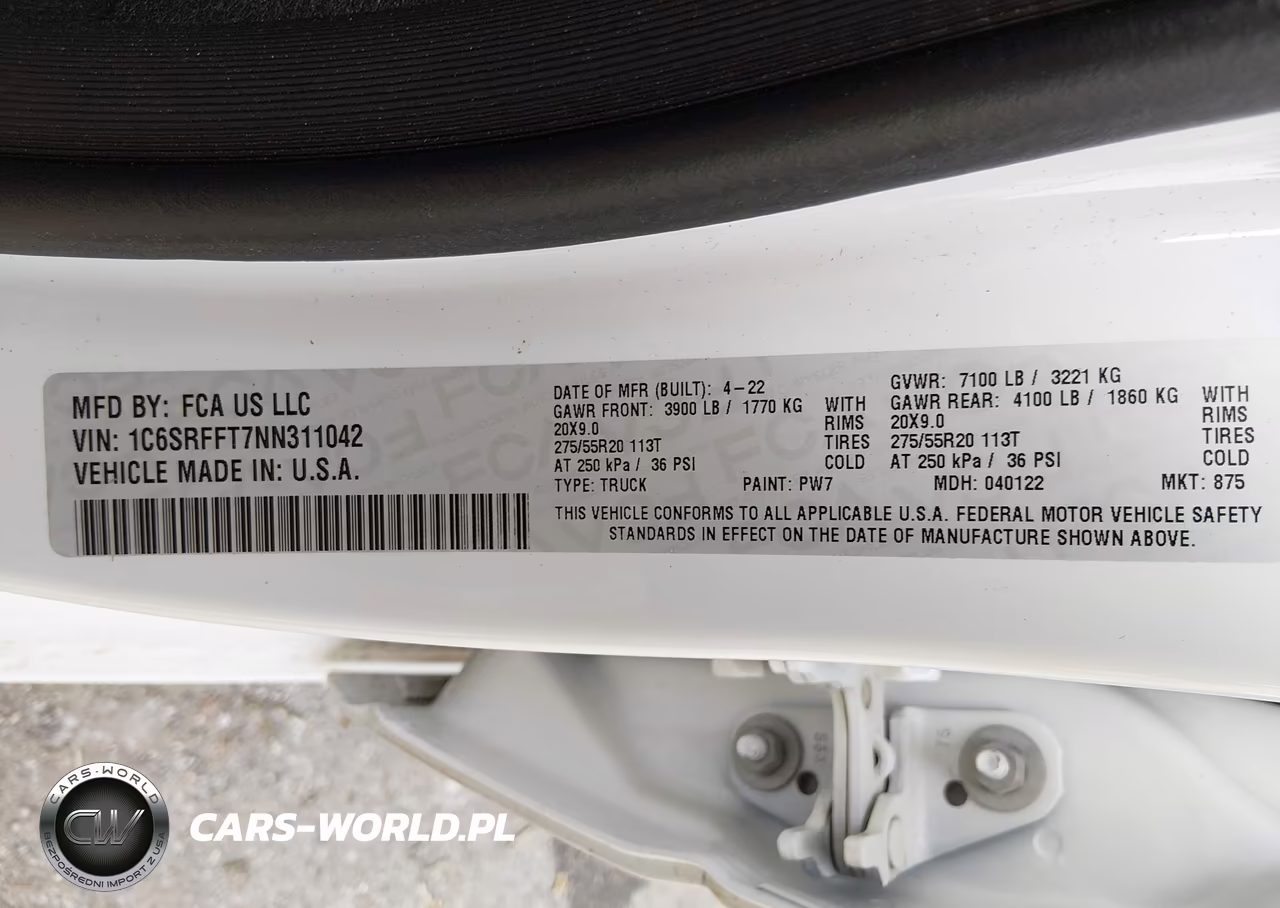 MFD BY: FCA US LLC
VIN: 1C6SRFFT7NN311042
VEHICLE MADE IN: U.S.A.
DATE OF MFR (BUILT): 4-22
GAWR FRONT: 3900 LB / 1770 KG WITH
20X9.0 RIMS
275/55R20 113T TIRES
AT 250 kPa / 36 PSI COLD
GVWR: 7100 LB / 3221 KG
GAWR REAR: 4100 LB / 1860 KG WITH
20X9.0 RIMS
275/55R20 113T TIRES
AT 250 kPa / 36 PSI COLD
TYPE: TRUCK PAINT: PW7 MDH: 040122 MKT: 875
THIS VEHICLE CONFORMS TO ALL APPLICABLE U.S.A. FEDERAL MOTOR VEHICLE SAFETY
STANDARDS IN EFFECT ON THE DATE OF MANUFACTURE SHOWN ABOVE.
CARS-WORLD
CW
BEZPOŚREDNI IMPORT Z USA
CARS-WORLD.PL